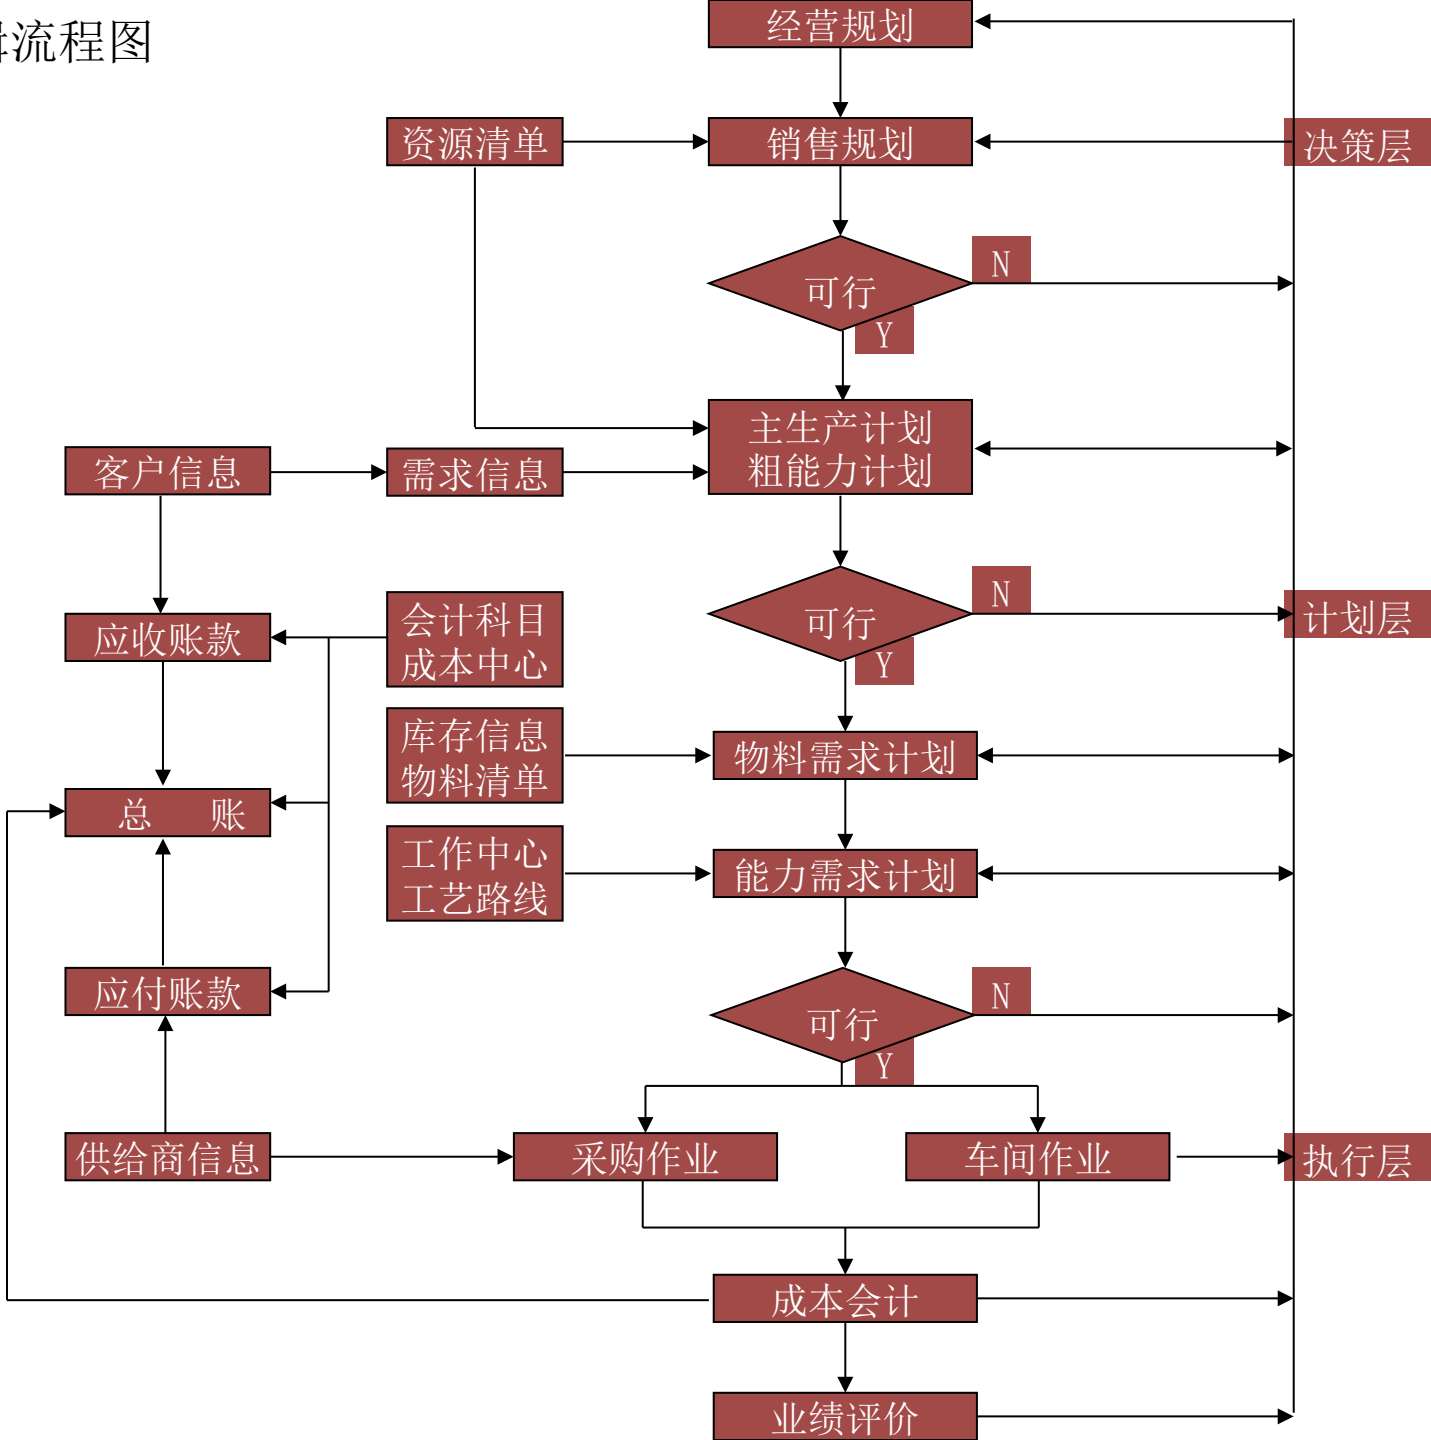 流程图
经营规划
资源清单
销售规划
决策层
N
可行
Y
主生产计划
粗能力计划
客户信息
需求信息
N
可行
Y
计划层
应收账款
会计科目
成本中心
库存信息
物料清单
物料需求计划
总 账
工作中心
工艺路线
能力需求计划
应付账款
N
可行
Y
供给商信息
采购作业
车间作业
执行层
成本会计
业绩评价